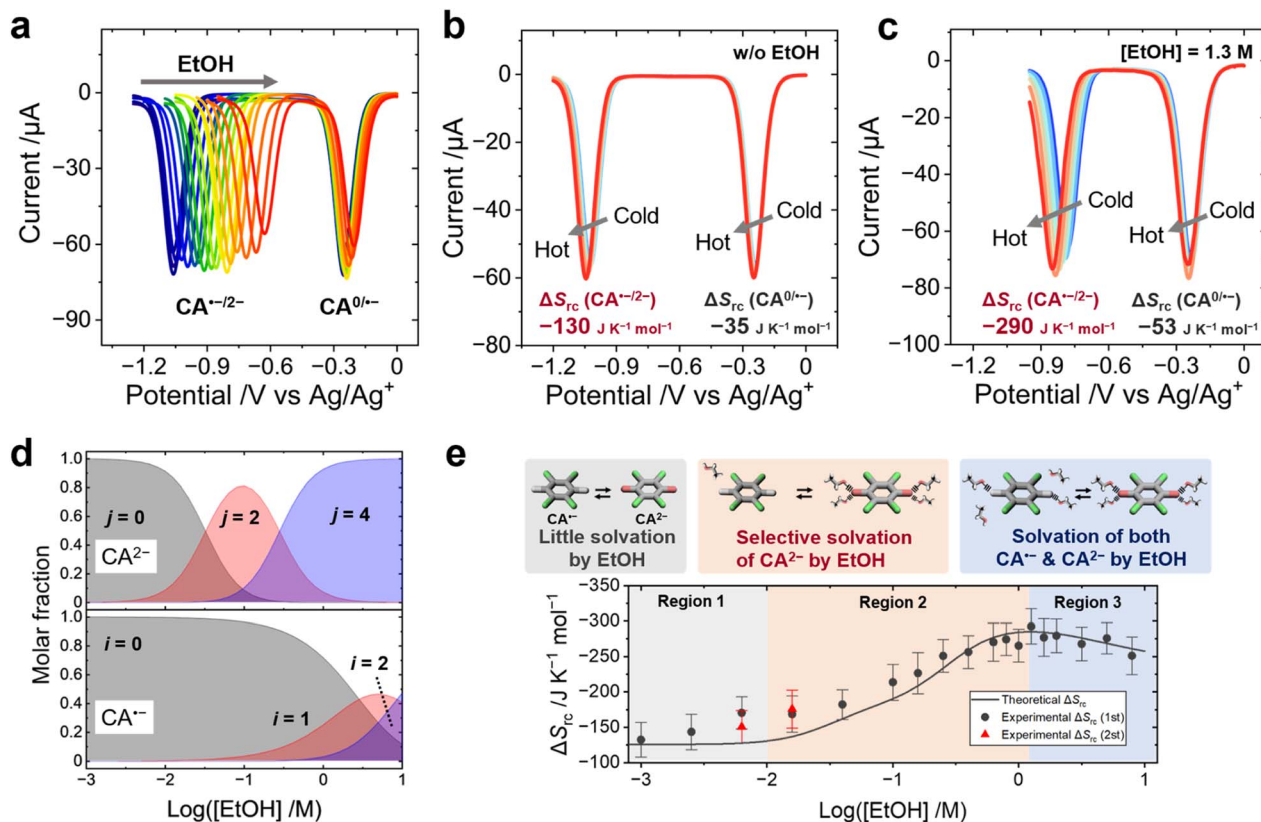 a
EtOH
Current /µA
0
−30
−60
−90
CA•−/2−
CA0/•−
−1.2 −0.9 −0.6 −0.3 0
Potential /V vs Ag/Ag+
b
w/o EtOH
Current /µA
0
−20
−40
−60
−80
Cold
Hot
Cold
Hot
ΔSrc (CA•−/2−)
−130 J K−1 mol−1
ΔSrc (CA0/•−)
−35 J K−1 mol−1
−1.2 −0.9 −0.6 −0.3 0
Potential /V vs Ag/Ag+
c
[EtOH] = 1.3 M
Current /µA
0
−20
−40
−60
−80
−100
Cold
Hot
Cold
Hot
ΔSrc (CA•−/2−)
−290 J K−1 mol−1
ΔSrc (CA0/•−)
−53 J K−1 mol−1
−1.2 −0.9 −0.6 −0.3 0
Potential /V vs Ag/Ag+
d
Molar fraction
1.0
0.8
0.6
0.4
0.2
0
j = 0
j = 2
j = 4
CA2−
1.0
0.8
0.6
0.4
0.2
0
i = 0
i = 1
i = 2
CA•−
−3 −2 −1 0 1
Log([EtOH] /M)
e
CA•− CA2−
Little solvation
by EtOH
Selective solvation
of CA2− by EtOH
Solvation of both
CA•− & CA2− by EtOH
ΔSrc / J K−1 mol−1
−350
−300
−250
−200
−150
−100
Region 1
Region 2
Region 3
Theoretical ΔSrc
Experimental ΔSrc (1st)
Experimental ΔSrc (2st)
−3 −2 −1 0 1
Log([EtOH] /M)